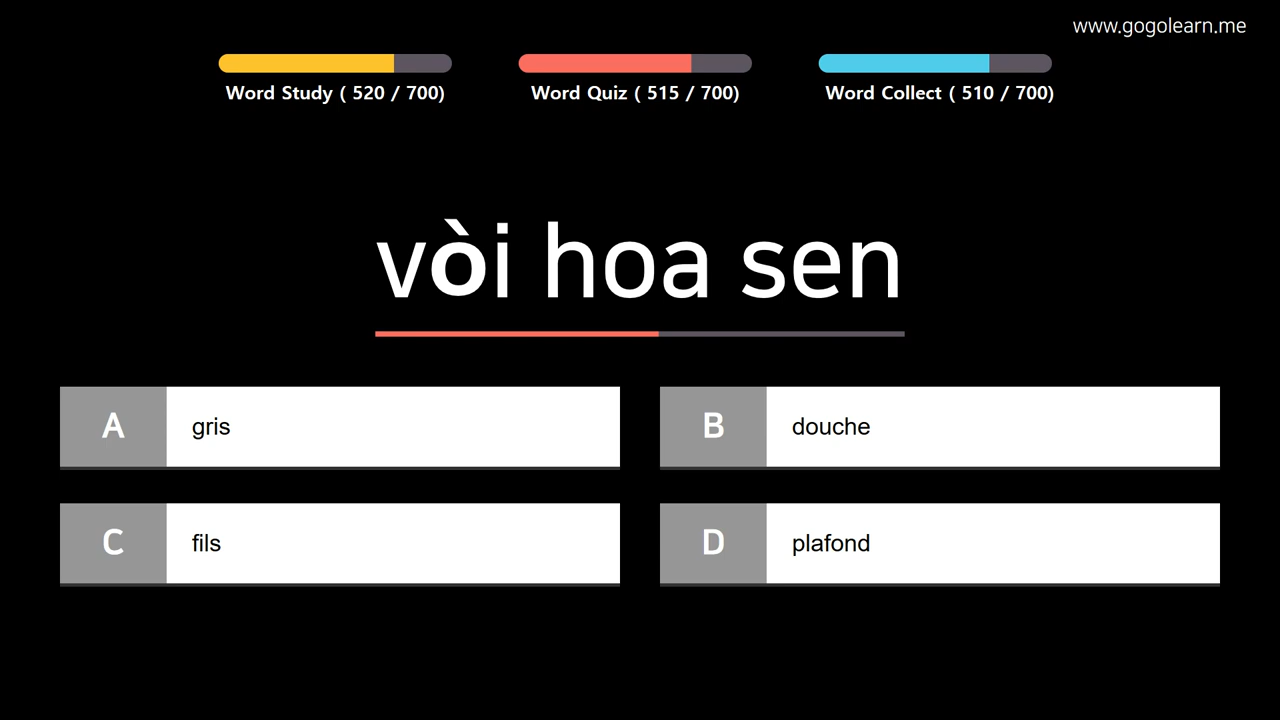 www.gogolearn.me
Word Study ( 520 / 700)
Word Quiz ( 515 / 700)
Word Collect ( 510 / 700)
vòi hoa sen
A gris
B douche
C fils
D plafond